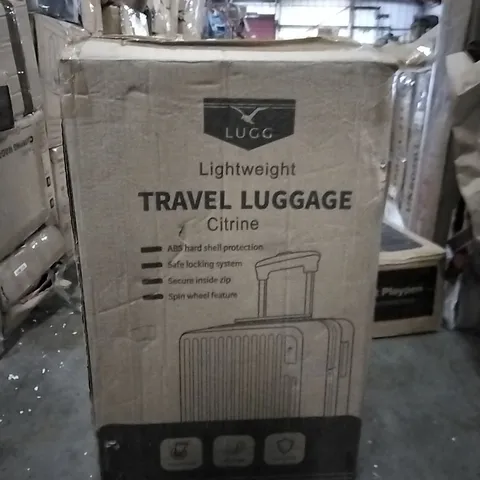 LUGG
Lightweight
TRAVEL LUGGAGE
Citrine
ABS hard shell protection
Safe locking system
Secure inside zip
Spin wheel feature
Playpen